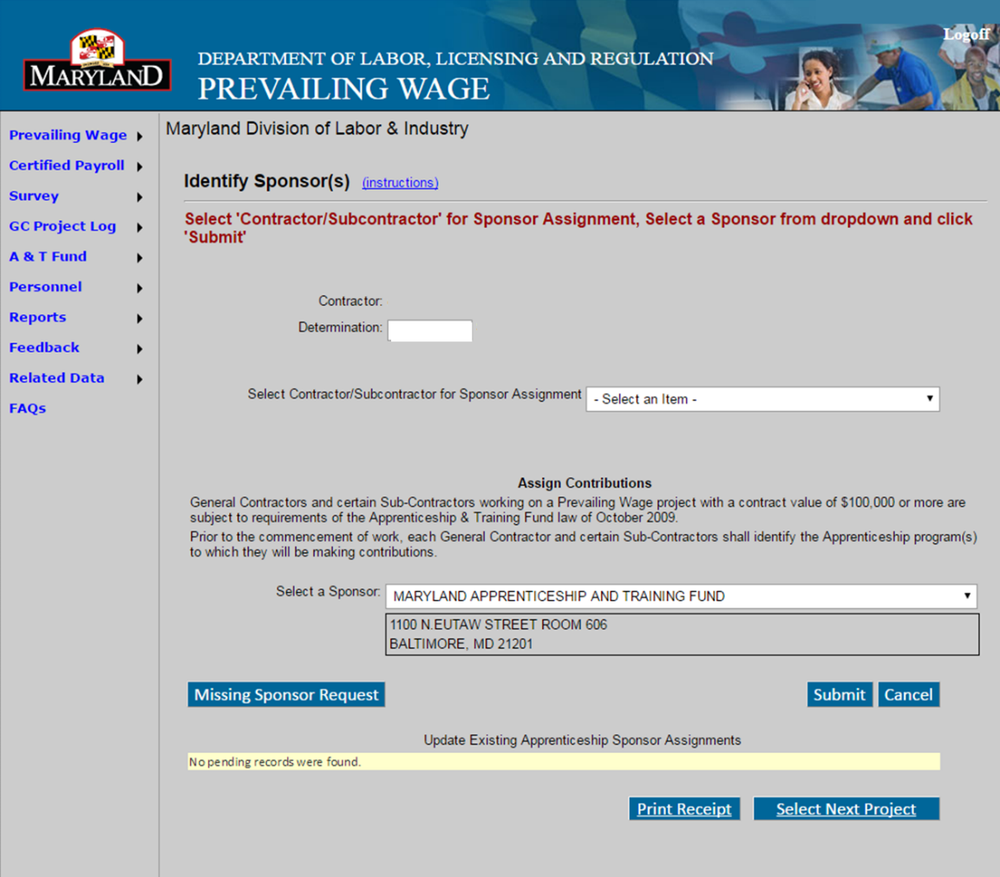 Logoff
MARYLAND
DEPARTMENT OF LABOR, LICENSING AND REGULATION
PREVAILING WAGE
Prevailing Wage
Certified Payroll
Survey
GC Project Log
A & T Fund
Personnel
Reports
Feedback
Related Data
FAQs
Maryland Division of Labor & Industry
Identify Sponsor(s) (instructions)
Select 'Contractor/Subcontractor' for Sponsor Assignment, Select a Sponsor from dropdown and click
'Submit'
Contractor:
Determination:
Select Contractor/Subcontractor for Sponsor Assignment - Select an Item -
Assign Contributions
General Contractors and certain Sub-Contractors working on a Prevailing Wage project with a contract value of $100,000 or more are
subject to requirements of the Apprenticeship & Training Fund law of October 2009.
Prior to the commencement of work, each General Contractor and certain Sub-Contractors shall identify the Apprenticeship program(s)
to which they will be making contributions.
Select a Sponsor: MARYLAND APPRENTICESHIP AND TRAINING FUND
1100 N.EUTAW STREET ROOM 606
BALTIMORE, MD 21201
Missing Sponsor Request Submit Cancel
Update Existing Apprenticeship Sponsor Assignments
No pending records were found.
Print Receipt Select Next Project